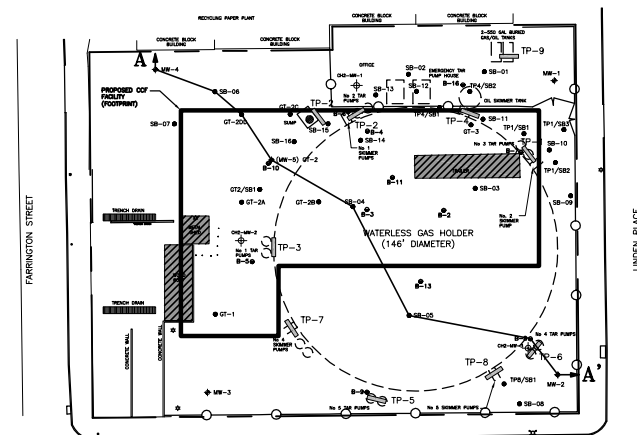 RECYCLING PAPER PLANT
CONCRETE BLOCK
BUILDING
CONCRETE BLOCK
BUILDING
CONCRETE BLOCK
BUILDING
CONCRETE BLOCK
BUILDING
2-550 GAL BURIED
GAS/OIL TANKS
TP-9
A
MW-4
OFFICE
CH2-MW-1
SB-02
EMERGENCY TAR
PUMP HOUSE
SB-01
MW-1
B-16
PROPOSED CCF
FACILITY
(FOOTPRINT)
SB-06
No 2 TAR
PUMPS
SB-13
SB-12
TP4/SB2
OIL SKIMMER TANK
GT-2C
TP-2
GT-2DC
SUMP
SB-15
TP-2
TP4/SB1
TP-4
SB-11
GT-3
SB-07
B-4
SB-14
TP1/SB1
TP1/SB3
SB-16
No 1
SKIMMER
PUMPS
No 3 TAR PUMPS
SB-10
(MW-5) GT-2
B-10
TP1/SB2
B-11
GT2/SB1
SB-03
SB-09
GT-2A
GT-2B
SB-04
B-3
B-2
No. 2
SKIMMER
PUMP
TRENCH DRAIN
WATERLESS GAS HOLDER
(146' DIAMETER)
CH2-MW-2
No 1 TAR
PUMPS
TP-3
B-5
FARRINGTON STREET
LINDEN PLACE
B-13
TRENCH DRAIN
GT-1
SB-05
TP-7
No 4
SKIMMER
PUMPS
No 4 TAR PUMPS
CONCRETE WALL
CONCRETE WALL
TP-6
TP-8
A'
MW-2
MW-3
TP8/SB1
B-9
TP-5
No 5 TAR PUMPS
No 5 SKIMMER PUMPS
SB-08